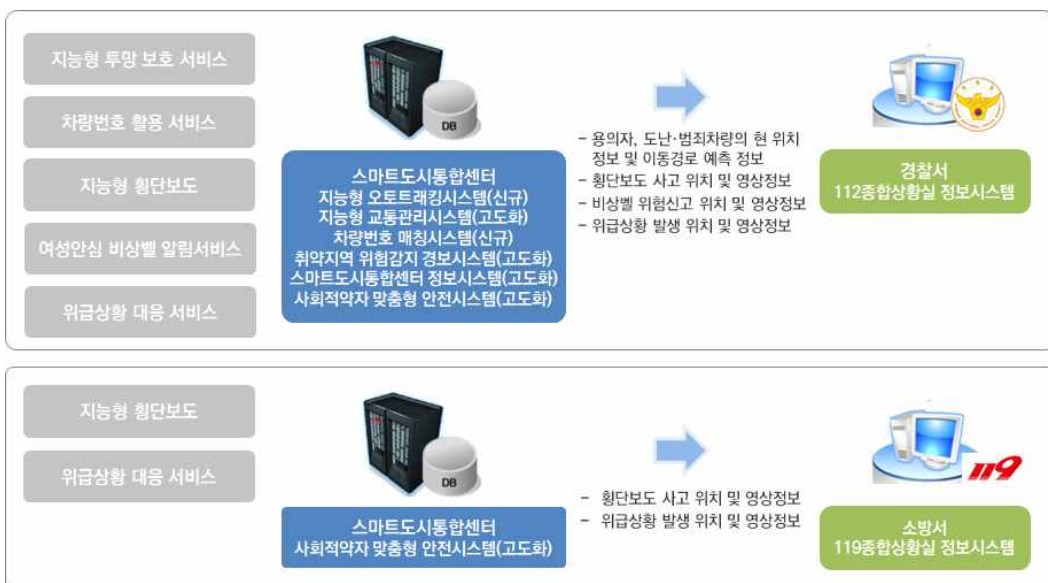 지능형 투망 보호 서비스
차량번호 활용 서비스
지능형 횡단보도
여성안심 비상벨 알림서비스
위급상황 대응 서비스
DB
스마트도시통합센터
지능형 오토트래킹시스템(신규)
지능형 교통관리시스템(고도화)
차량번호 매칭시스템(신규)
취약지역 위험감지 경보시스템(고도화)
스마트도시통합센터 정보시스템(고도화)
사회적약자 맞춤형 안전시스템(고도화)
- 용의자, 도난·범죄차량의 현 위치
정보 및 이동경로 예측 정보
- 횡단보도 사고 위치 및 영상정보
- 비상벨 위험신고 위치 및 영상정보
- 위급상황 발생 위치 및 영상정보
경찰서
112종합상황실 정보시스템
지능형 횡단보도
위급상황 대응 서비스
DB
스마트도시통합센터
사회적약자 맞춤형 안전시스템(고도화)
- 횡단보도 사고 위치 및 영상정보
- 위급상황 발생 위치 및 영상정보
119
소방서
119종합상황실 정보시스템